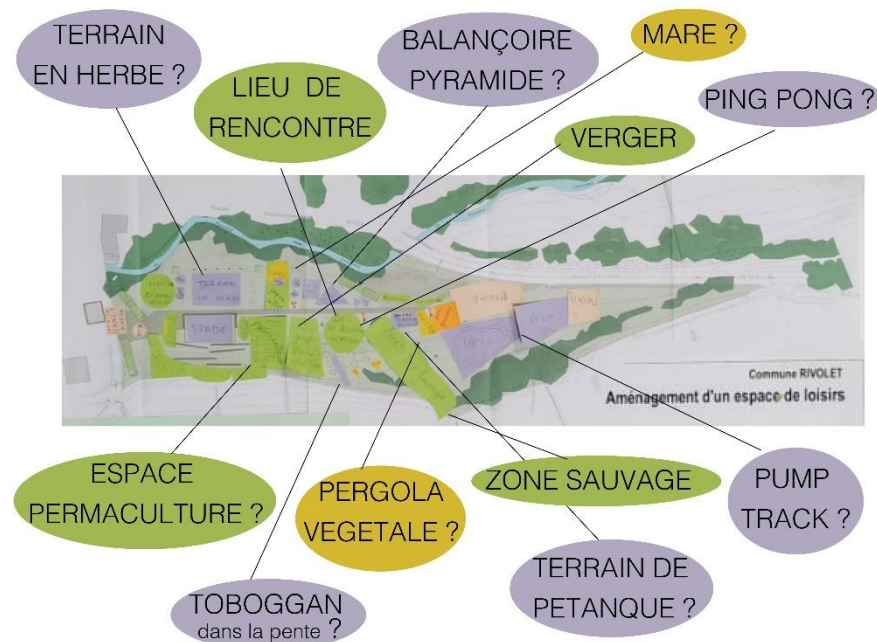 TERRAIN
EN HERBE ?
LIEU DE
RENCONTRE
BALANÇOIRE
PYRAMIDE ?
MARE ?
PING PONG ?
VERGER
TERRAIN
STADE
Commune RIVOLET
Aménagement d'un espace de loisirs
ESPACE
PERMACULTURE ?
PERGOLA
VEGETALE ?
ZONE SAUVAGE
PUMP
TRACK ?
TERRAIN DE
PETANQUE ?
TOBOGGAN
dans la pente ?